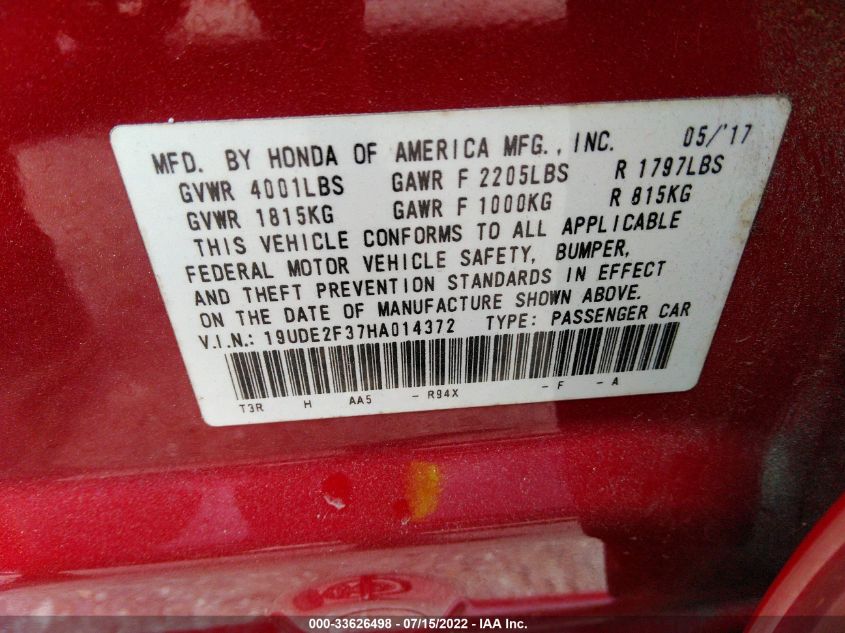 MFD. BY HONDA OF AMERICA MFG., INC. 05/'17
GVWR 4001LBS GAWR F 2205LBS R 1797LBS
GVWR 1815KG GAWR F 1000KG R 815KG
THIS VEHICLE CONFORMS TO ALL APPLICABLE
FEDERAL MOTOR VEHICLE SAFETY, BUMPER,
AND THEFT PREVENTION STANDARDS IN EFFECT
ON THE DATE OF MANUFACTURE SHOWN ABOVE.
V.I.N.: 19UDE2F37HA014372 TYPE: PASSENGER CAR
T3R H AA5 - R94X - F - A
000-33626498 - 07/15/2022 - IAA Inc.